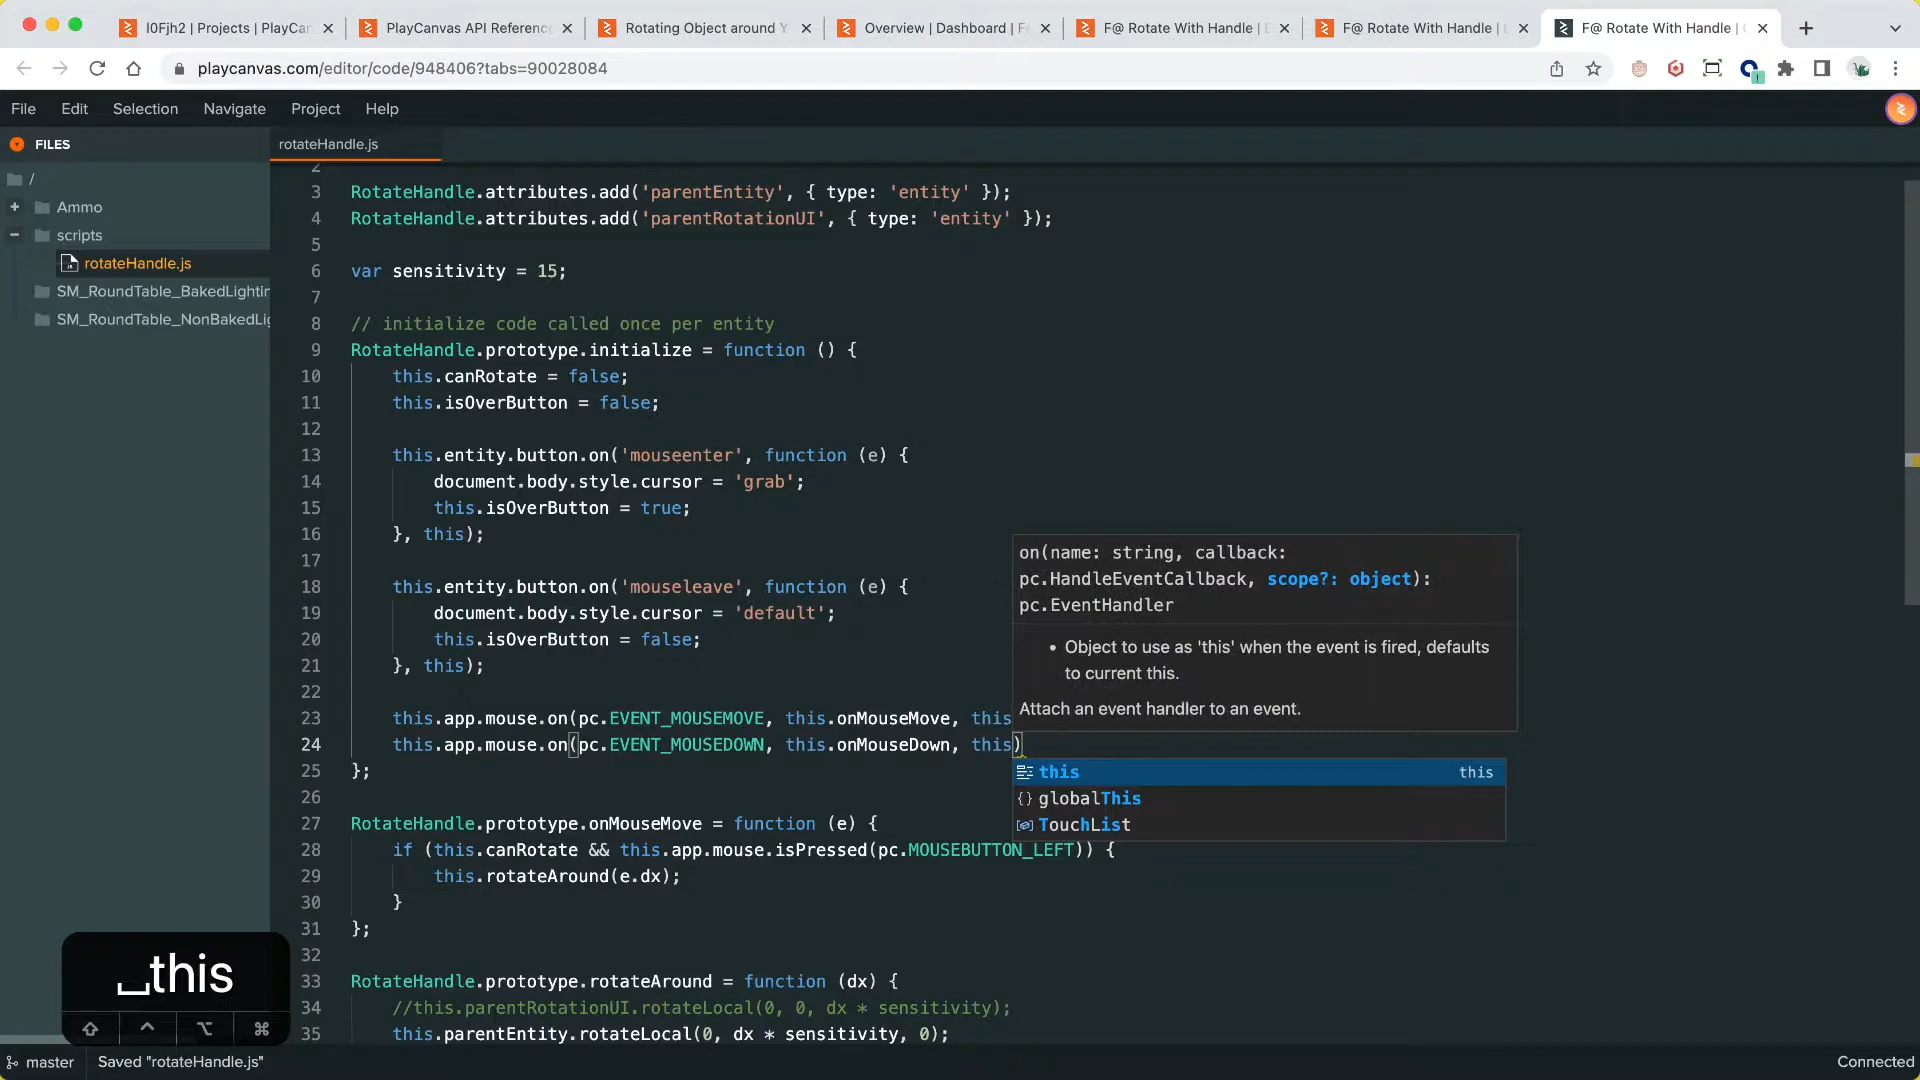 I0Fjh2 | Projects | PlayCan
PlayCanvas API Reference
Rotating Object around Y
Overview | Dashboard | F
F@ Rotate With Handle | E
F@ Rotate With Handle |
F@ Rotate With Handle | C
playcanvas.com/editor/code/948406?tabs=90028084
File Edit Selection Navigate Project Help
FILES
rotateHandle.js
/
Ammo
scripts
rotateHandle.js
SM_RoundTable_BakedLightin
SM_RoundTable_NonBakedLig
2
3 RotateHandle.attributes.add('parentEntity', { type: 'entity' });
4 RotateHandle.attributes.add('parentRotationUI', { type: 'entity' });
5
6 var sensitivity = 15;
7
8 // initialize code called once per entity
9 RotateHandle.prototype.initialize = function () {
10 this.canRotate = false;
11 this.isOverButton = false;
12
13 this.entity.button.on('mouseenter', function (e) {
14 document.body.style.cursor = 'grab';
15 this.isOverButton = true;
16 }, this);
17
18 this.entity.button.on('mouseleave', function (e) {
19 document.body.style.cursor = 'default';
20 this.isOverButton = false;
21 }, this);
22
23 this.app.mouse.on(pc.EVENT_MOUSEMOVE, this.onMouseMove, this
24 this.app.mouse.on(pc.EVENT_MOUSEDOWN, this.onMouseDown, this)
25 };
26
27 RotateHandle.prototype.onMouseMove = function (e) {
28 if (this.canRotate && this.app.mouse.isPressed(pc.MOUSEBUTTON_LEFT)) {
29 this.rotateAround(e.dx);
30 }
31 };
32
33 RotateHandle.prototype.rotateAround = function (dx) {
34 //this.parentRotationUI.rotateLocal(0, 0, dx * sensitivity);
35 this.parentEntity.rotateLocal(0, dx * sensitivity, 0);
on(name: string, callback:
pc.HandleEventCallback, scope?: object):
pc.EventHandler
• Object to use as 'this' when the event is fired, defaults
to current this.
Attach an event handler to an event.
this this
globalThis
TouchList
␣this
⇧ ⌃ ⌥ ⌘
master Saved "rotateHandle.js"
Connected